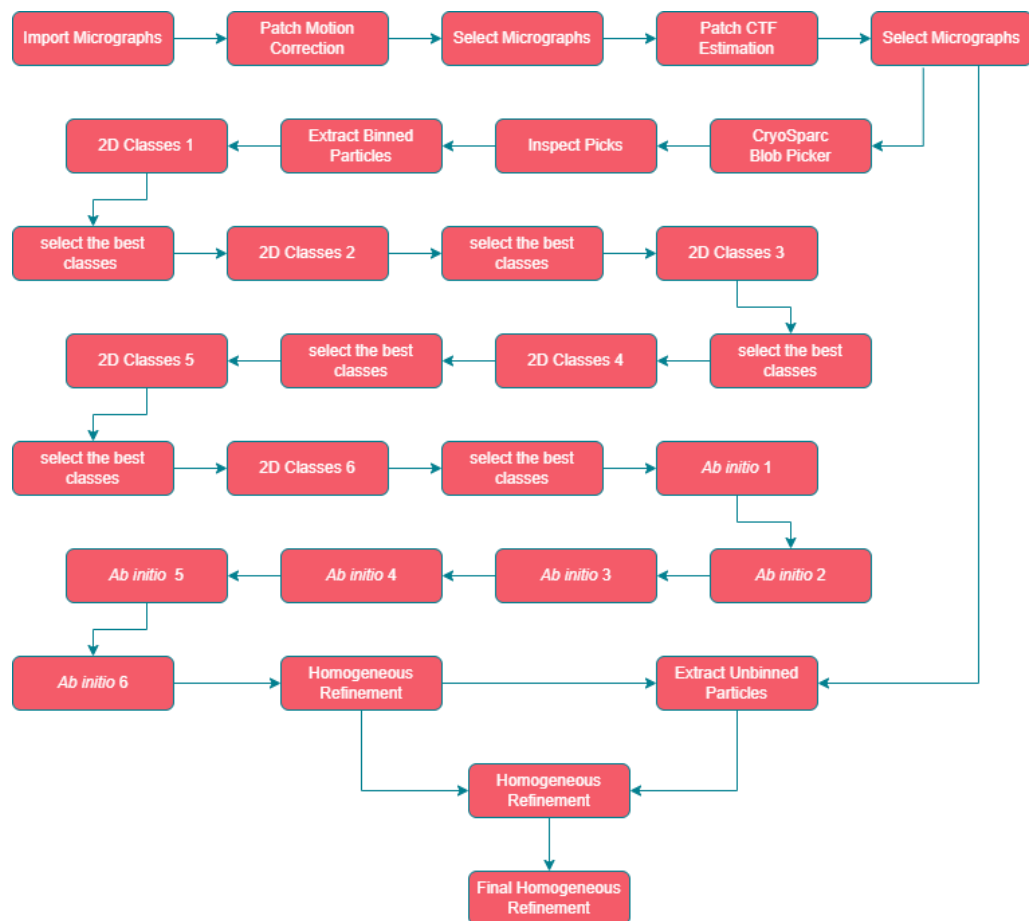 Import Micrographs
Patch Motion
Correction
Select Micrographs
Patch CTF
Estimation
Select Micrographs
CryoSparc
Blob Picker
Inspect Picks
Extract Binned
Particles
2D Classes 1
select the best
classes
2D Classes 2
select the best
classes
2D Classes 3
select the best
classes
2D Classes 4
select the best
classes
2D Classes 5
select the best
classes
2D Classes 6
select the best
classes
Ab initio 1
Ab initio 2
Ab initio 3
Ab initio 4
Ab initio 5
Ab initio 6
Homogeneous
Refinement
Extract Unbinned
Particles
Homogeneous
Refinement
Final Homogeneous
Refinement